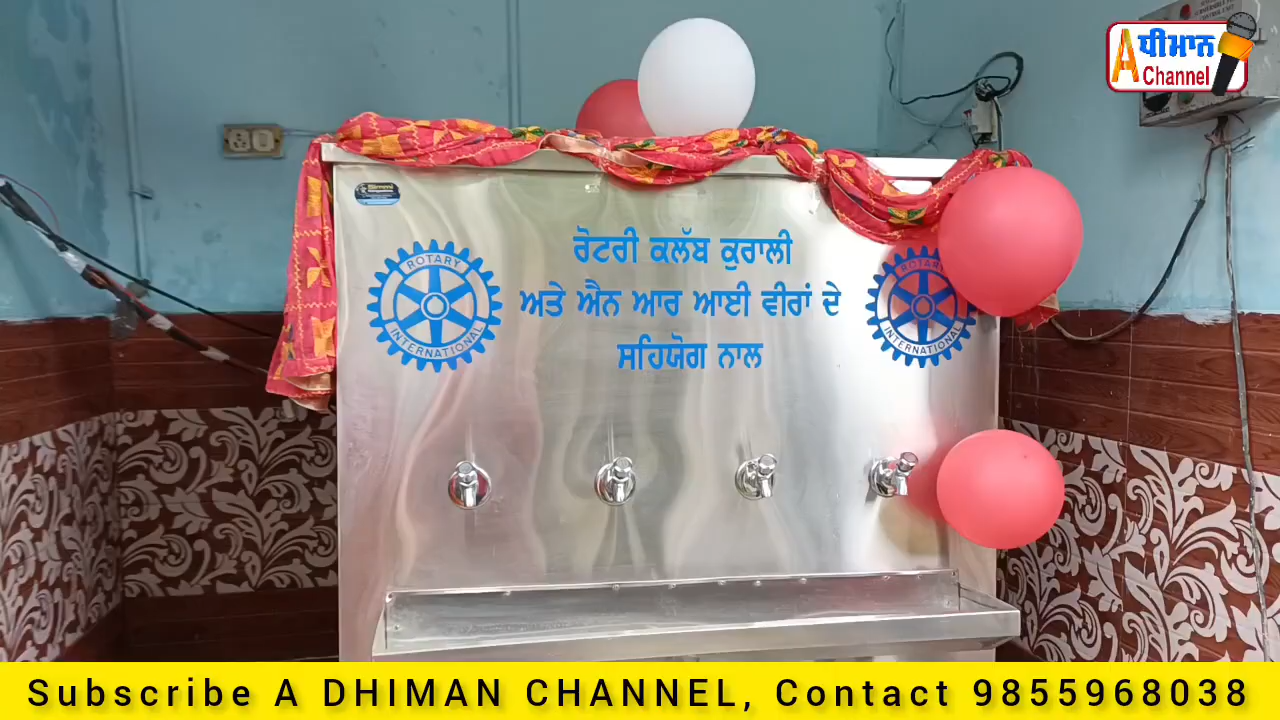 A ਧੀਮਾਨ
Channel
ਰੋਟਰੀ ਕਲੱਬ ਕੁਰਾਲੀ
ਅਤੇ ਐਨ ਆਰ ਆਈ ਵੀਰਾਂ ਦੇ
ਸਹਿਯੋਗ ਨਾਲ
ROTARY
INTERNATIONAL
ROTARY
INTERNATIONAL
Subscribe A DHIMAN CHANNEL, Contact 9855968038